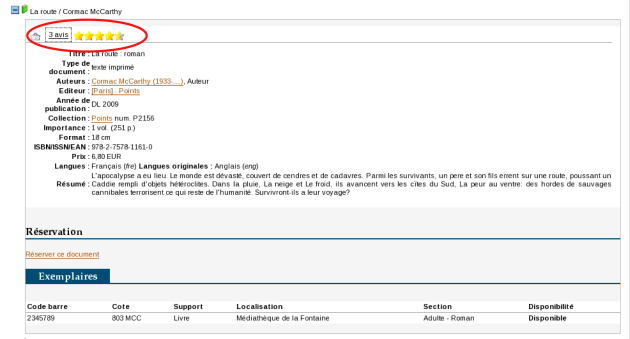 La route / Cormac McCarthy
3 avis
Titre : La route : roman
Type de document : texte imprimé
Auteurs : Cormac McCarthy (1933-...), Auteur
Editeur : [Paris] : Points
Année de publication : DL 2009
Collection : Points num. P2156
Importance : 1 vol. (251 p.)
Format : 18 cm
ISBN/ISSN/EAN : 978-2-7578-1161-0
Prix : 6,80 EUR
Langues : Français (fre) Langues originales : Anglais (eng)
L'apocalypse a eu lieu. Le monde est dévasté, couvert de cendres et de cadavres. Parmi les survivants, un pere et son fils errent sur une route, poussant un
Résumé : Caddie rempli d'objets hétéroclites. Dans la pluie, La neige et Le froid, ils avancent vers les cîtes du Sud, La peur au ventre: des hordes de sauvages
cannibales terrorisent ce qui reste de l'humanité. Survivront-ils a leur voyage?
Réservation
Réserver ce document
Exemplaires
Code barre Cote Support Localisation Section Disponibilité
2345789 803 MCC Livre Médiathèque de la Fontaine Adulte - Roman Disponible